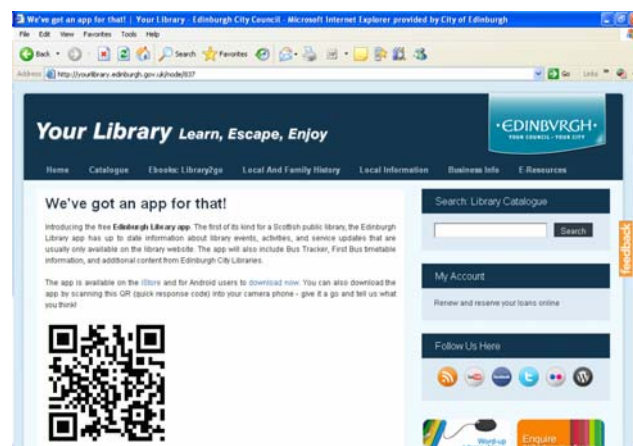 We've got an app for that! | Your Library - Edinburgh City Council - Microsoft Internet Explorer provided by City of Edinburgh
File Edit View Favorites Tools Help
Back Search Favorites
Address http://yourlibrary.edinburgh.gov.uk/node/837 Go Links
Your Library Learn, Escape, Enjoy
·EDINBVRGH·
YOUR COUNCIL - YOUR CITY
Home Catalogue Ebooks: Library2go Local And Family History Local Information Business Info E-Resources
We've got an app for that!
Introducing the free Edinburgh Library app. The first of its kind for a Scottish public library, the Edinburgh
Library app has up to date information about library events, activities, and service updates that are
usually only available on the library website. The app will also include Bus Tracker, First Bus timetable
information, and additional content from Edinburgh City Libraries.
The app is available on the iStore and for Android users to download now. You can also download the
app by scanning this QR (quick response code) into your camera phone - give it a go and tell us what
you think!
Search: Library Catalogue
Search
feedback
My Account
Renew and reserve your loans online
Follow Us Here
You Tube
facebook
Word-up
Enquire